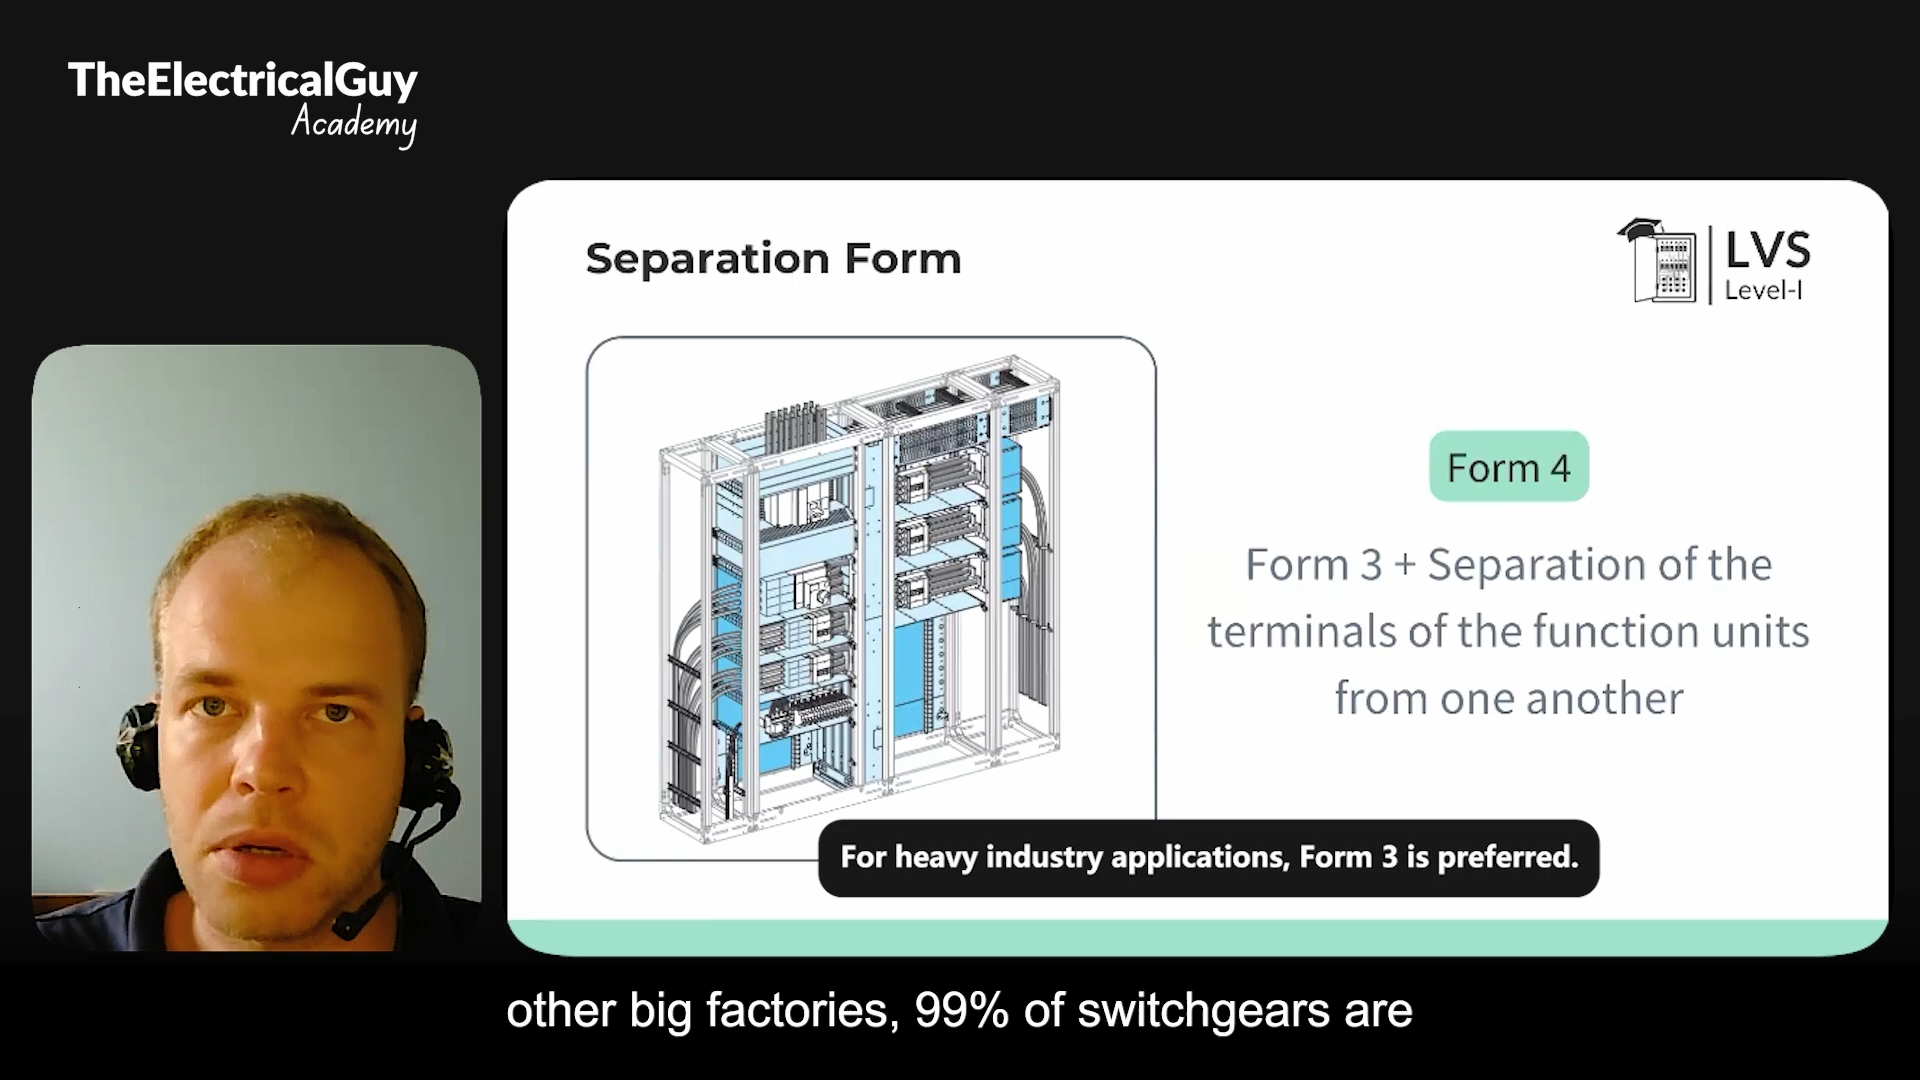 TheElectricalGuy
Academy
Separation Form
LVS
Level-I
Form 4
Form 3 + Separation of the
terminals of the function units
from one another
For heavy industry applications, Form 3 is preferred.
other big factories, 99% of switchgears are